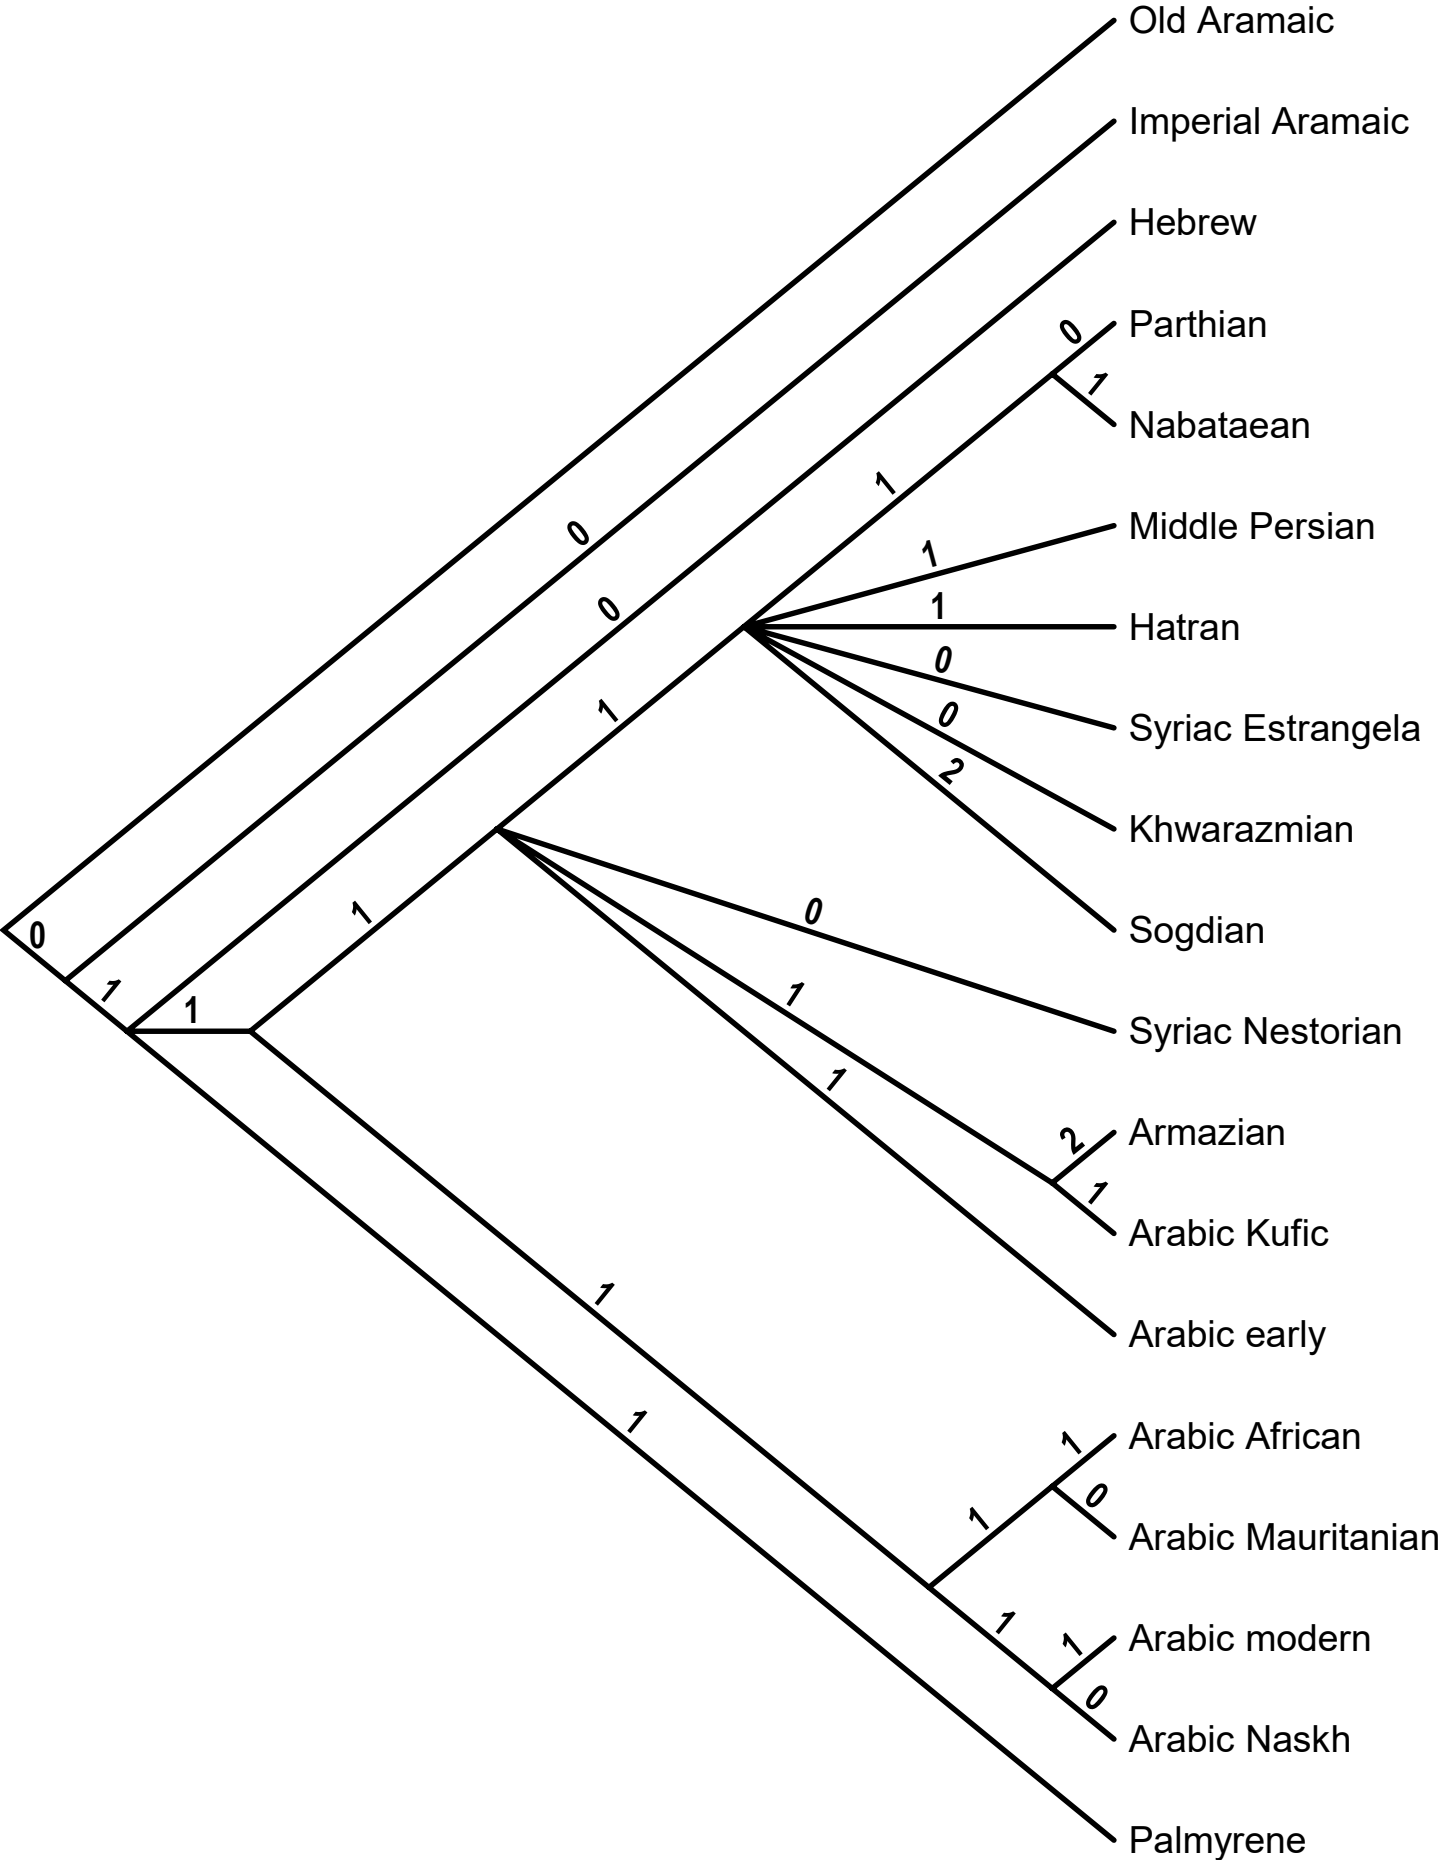 Old Aramaic
Imperial Aramaic
Hebrew
0
Parthian
1
Nabataean
1
Middle Persian
0
1
1
Hatran
0
0
Syriac Estrangela
1
0
Khwarazmian
2
1
0
Sogdian
0
1
1
1
Syriac Nestorian
1
2
Armazian
1
Arabic Kufic
1
Arabic early
1
1
Arabic African
1
0
Arabic Mauritanian
1
1
Arabic modern
0
Arabic Naskh
Palmyrene